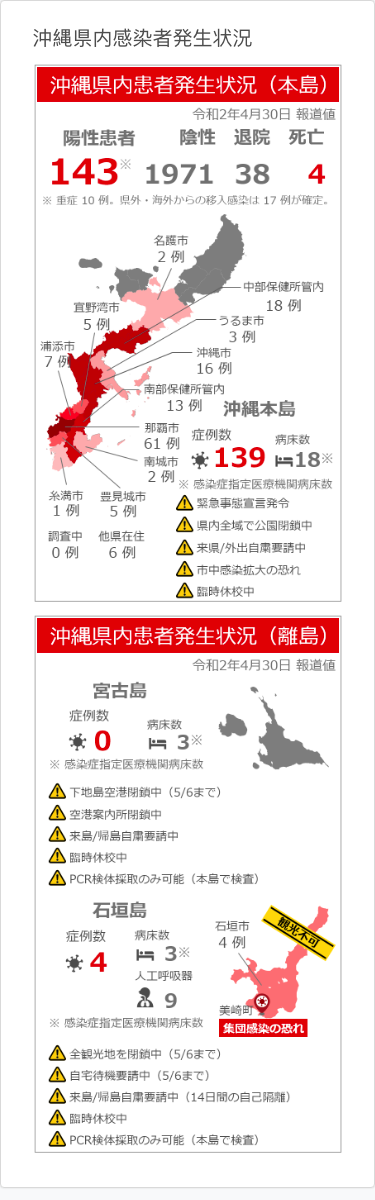 沖縄県内感染者発生状況
沖縄県内患者発生状況（本島）
令和2年4月30日 報道値
陽性患者 陰性 退院 死亡
143※ 1971 38 4
※ 重症 10 例。県外・海外からの移入感染は 17 例が確定。
名護市
2 例
中部保健所管内
18 例
宜野湾市
5 例
うるま市
3 例
浦添市
7 例
沖縄市
16 例
南部保健所管内
13 例
那覇市
61 例
南城市
2 例
糸満市
1 例
豊見城市
5 例
調査中
0 例
他県在住
6 例
沖縄本島
症例数 病床数
139 18※
※ 感染症指定医療機関病床数
緊急事態宣言発令
県内全域で公園閉鎖中
来県/外出自粛要請中
市中感染拡大の恐れ
臨時休校中
沖縄県内患者発生状況（離島）
令和2年4月30日 報道値
宮古島
症例数 病床数
0 3※
※ 感染症指定医療機関病床数
下地島空港閉鎖中（5/6まで）
空港案内所閉鎖中
来島/帰島自粛要請中
臨時休校中
PCR検体採取のみ可能（本島で検査）
石垣島
症例数 病床数
4 3※
人工呼吸器
9
※ 感染症指定医療機関病床数
観光不可
石垣市
4 例
美崎町
集団感染の恐れ
全観光地を閉鎖中（5/6まで）
自宅待機要請中（5/6まで）
来島/帰島自粛要請中（14日間の自己隔離）
臨時休校中
PCR検体採取のみ可能（本島で検査）